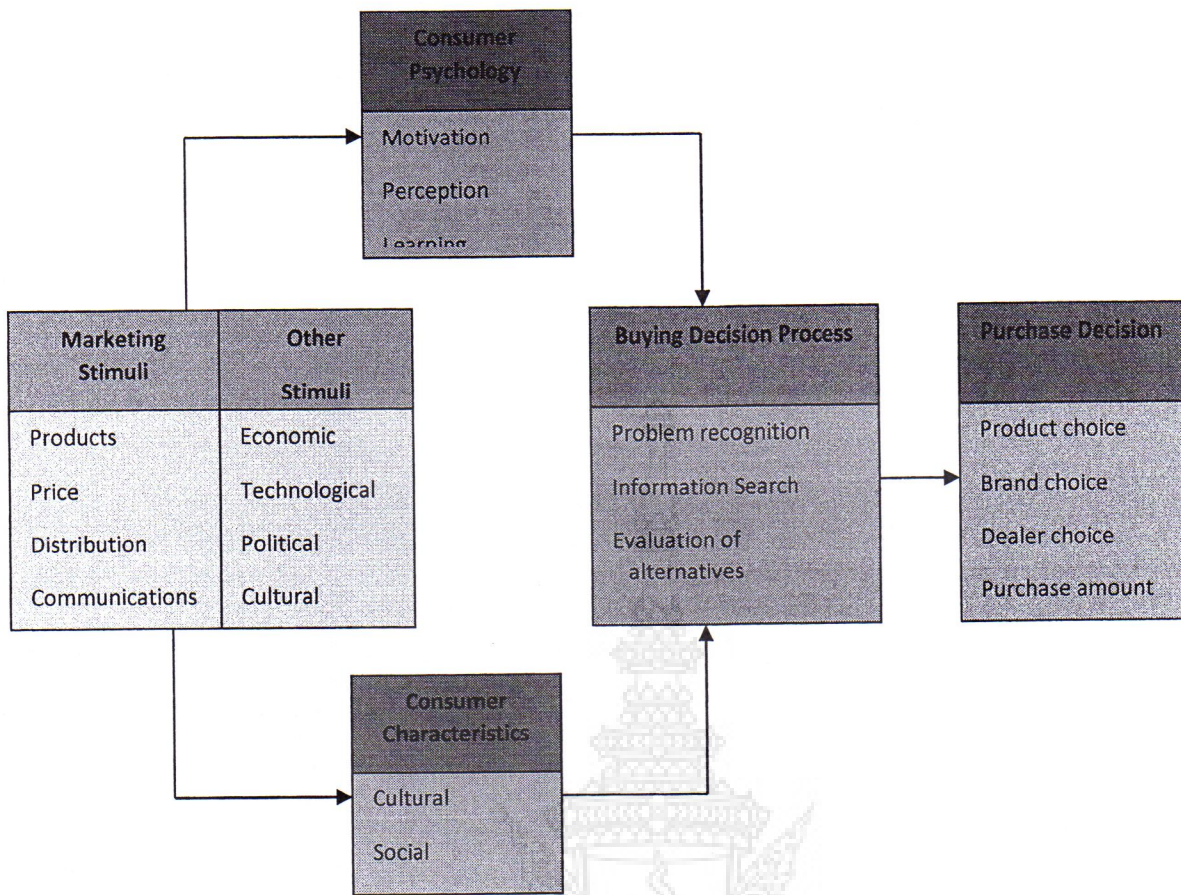 Consumer
Psychology
Motivation
Perception
Learning
Marketing
Stimuli
Other
Stimuli
Products
Price
Distribution
Communications
Economic
Technological
Political
Cultural
Buying Decision Process
Problem recognition
Information Search
Evaluation of
alternatives
Purchase Decision
Product choice
Brand choice
Dealer choice
Purchase amount
Consumer
Characteristics
Cultural
Social